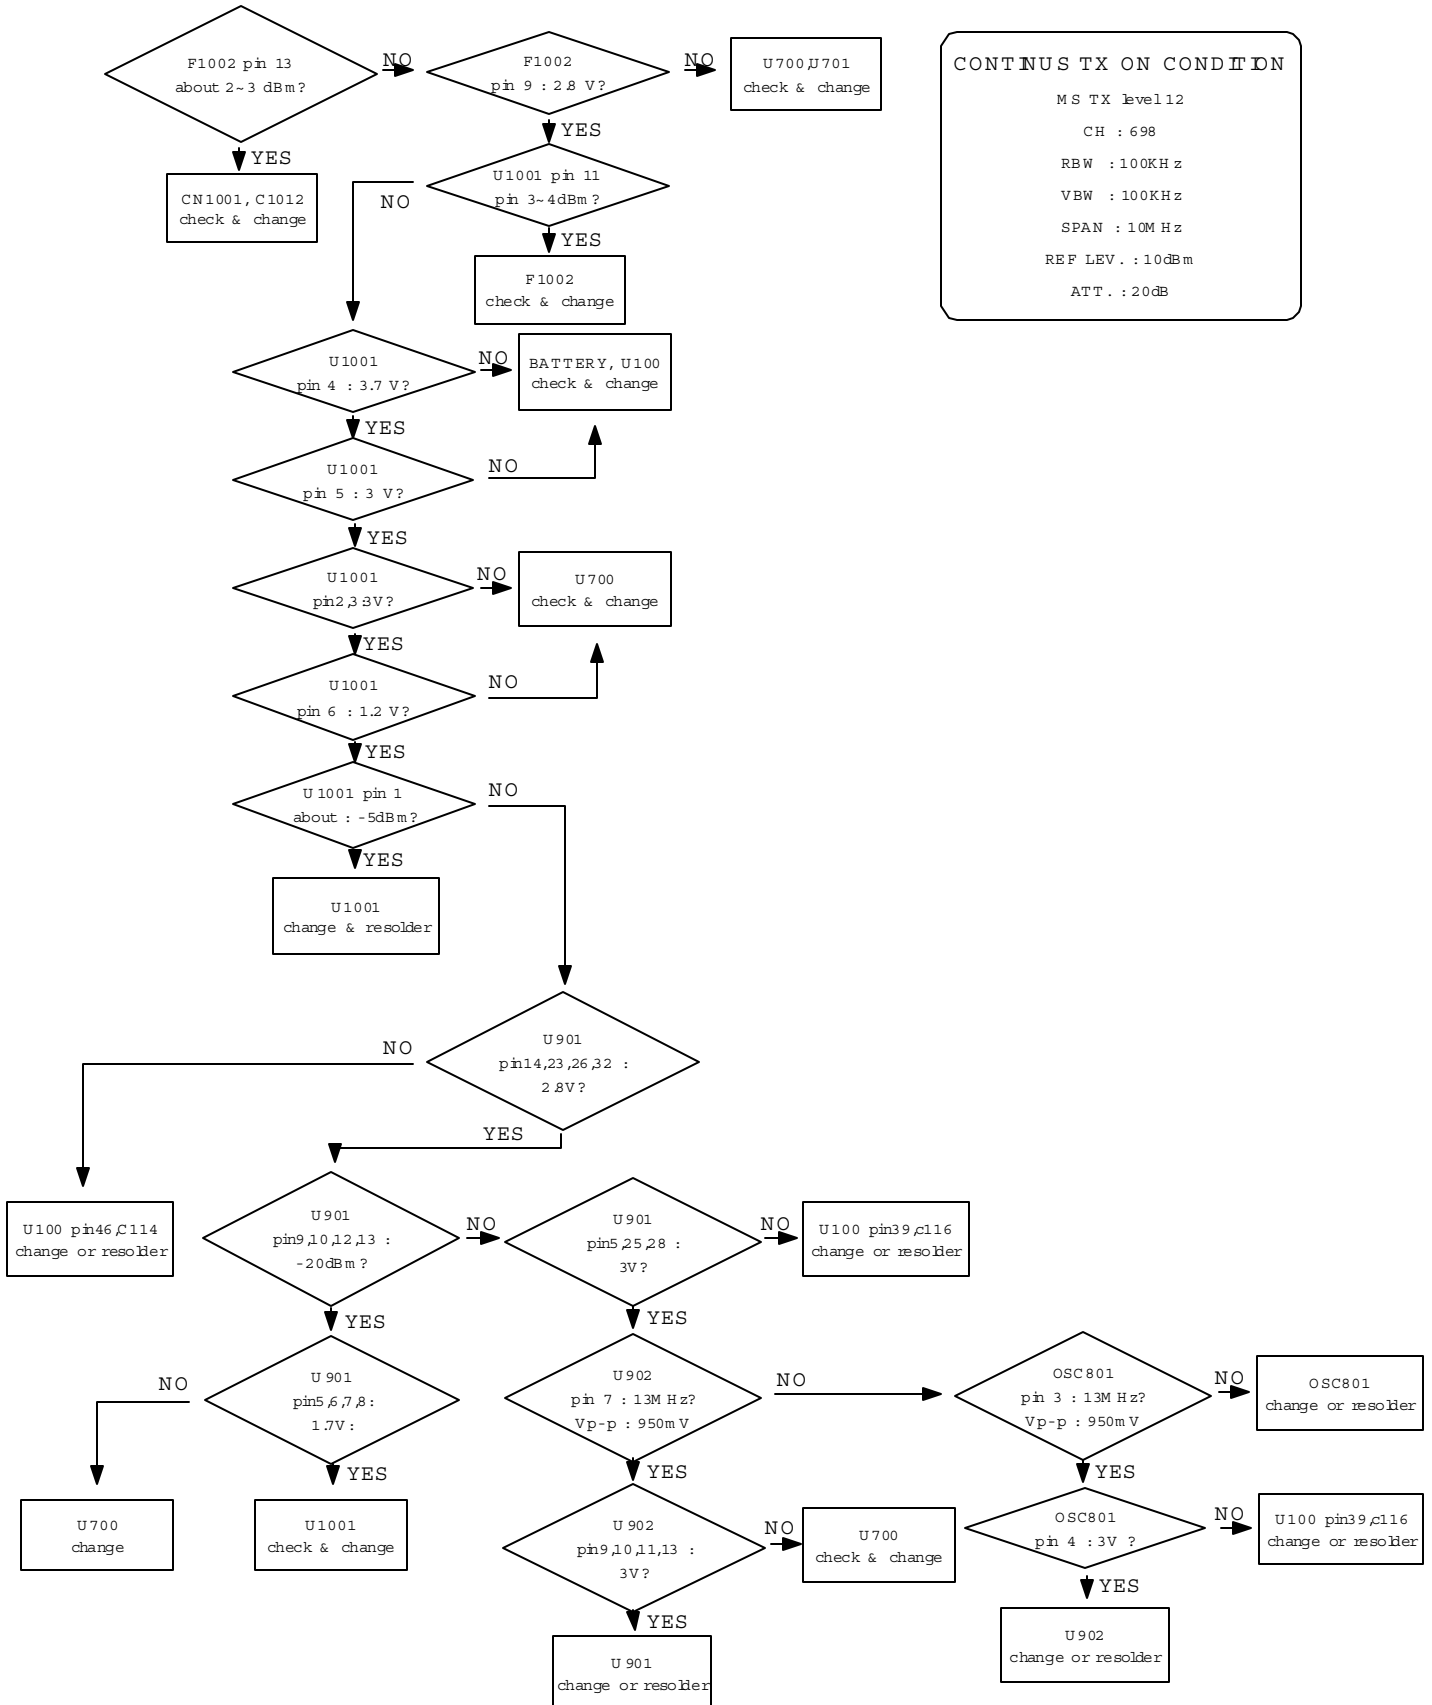 F1002 pin 13
about 2~3 dBm?
NO
F1002
pin 9 : 2.8 V?
NO
U700,U701
check & change
CONTINUS TX ON CONDITION
MS TX level 12
CH : 698
RBW : 100KHz
VBW : 100KHz
SPAN : 10MHz
REF LEV. : 10dBm
ATT. : 20dB
YES
YES
CN1001, C1012
check & change
U1001 pin 11
pin 3~4dBm?
NO
YES
F1002
check & change
U1001
pin 4 : 3.7 V?
NO
BATTERY, U100
check & change
YES
U1001
pin 5 : 3 V?
NO
YES
U1001
pin2,3:3V?
NO
U700
check & change
YES
U1001
pin 6 : 1.2 V?
NO
YES
U1001 pin 1
about : -5dBm?
NO
YES
U1001
change & resolder
U901
pin14,23,26,32 :
2.8V?
NO
YES
U100 pin46,C114
change or resolder
U901
pin9,10,12,13 :
-20dBm?
NO
U901
pin5,25,28 :
3V?
NO
U100 pin39,c116
change or resolder
YES
YES
U901
pin5,6,7,8 :
1.7V :
NO
U902
pin 7 : 13MHz?
Vp-p : 950mV
NO
OSC801
pin 3 : 13MHz?
Vp-p : 950mV
NO
OSC801
change or resolder
YES
YES
YES
U700
change
U1001
check & change
U902
pin9,10,11,13 :
3V?
NO
U700
check & change
OSC801
pin 4 : 3V ?
NO
U100 pin39,c116
change or resolder
YES
YES
U901
change or resolder
U902
change or resolder